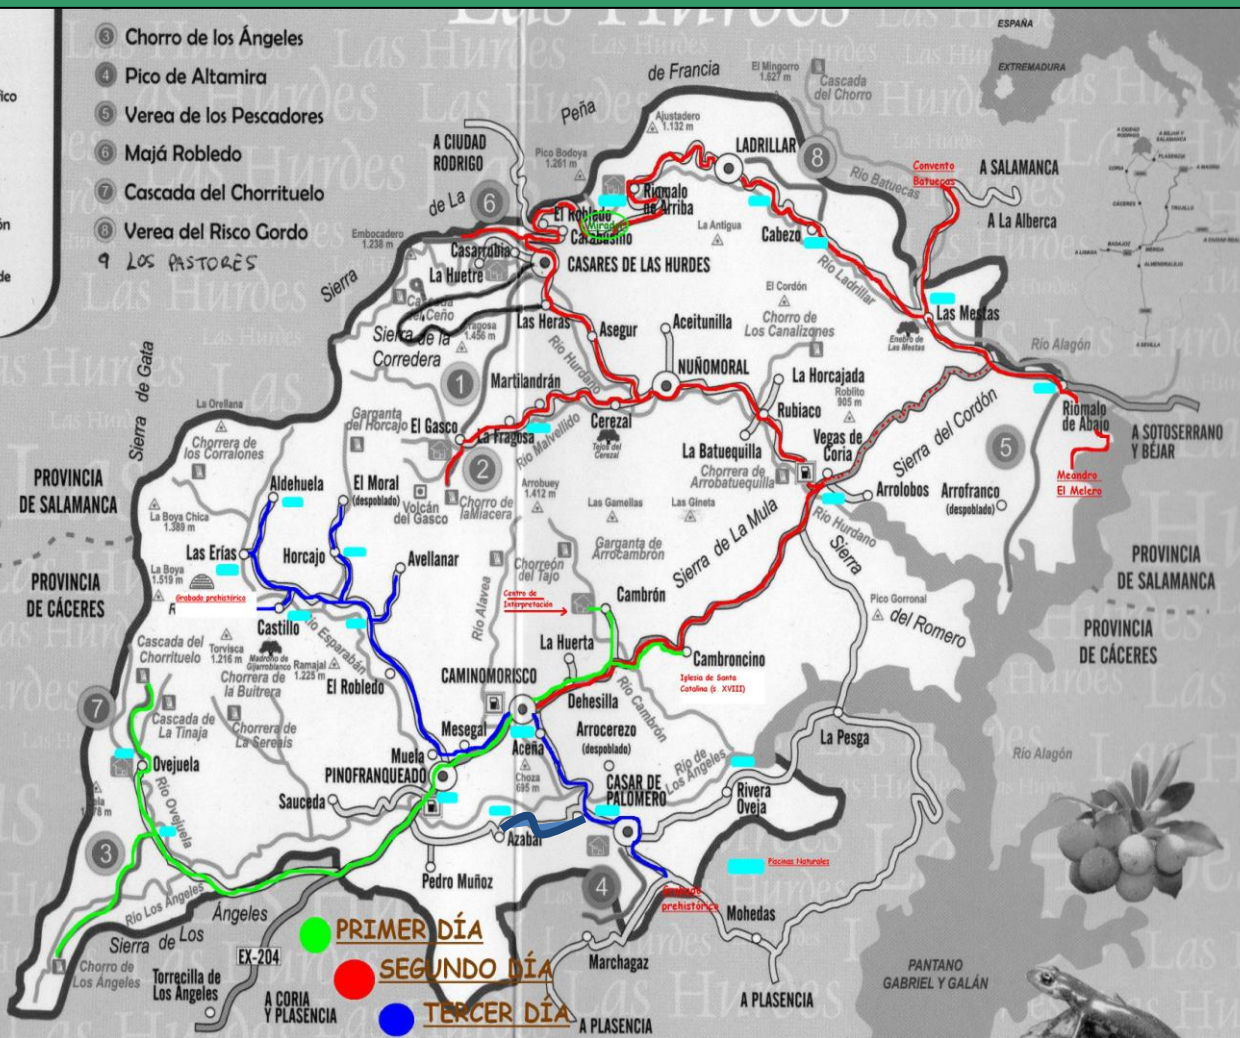 Las Hurdes
3 Chorro de los Ángeles
4 Pico de Altamira
5 Verea de los Pescadores
6 Majá Robledo
7 Cascada del Chorrituelo
8 Verea del Risco Gordo
9 LOS PASTORES
ESPAÑA
EXTREMADURA
de Francia
Peña
de La
Sierra
Sierra de Gata
El Mingorro
1.627 m
Cascada
del Chorro
Ajustadero
1.132 m
A CIUDAD
RODRIGO
Pico Bodoya
1.261 m
LADRILLAR
8
Río Batuecas
Convento
Batuecas
A SALAMANCA
A La Alberca
6
Riomalo
de Arriba
El Robledo
Carabusino
Embocadero
1.238 m
Casarrubia
La Huetre
CASARES DE LAS HURDES
La Antigua
Cabezo
Río Ladrillar
El Cordón
Chorro de
Los Canalizones
Las Mestas
Enebro de
Las Mestas
Río Alagón
Sierra de la
Corredera
1.456 m
Las Heras
Asegur
Aceitunilla
Río Hurdano
NUÑOMORAL
Martilandrán
1
La Horcajada
Roblito
905 m
Rubiaco
Sierra del Cordón
5
Riomalo
de Abajo
A SOTOSERRANO
Y BÉJAR
Meandro
El Melero
La Orellana
Chorrera de
los Corralones
Garganta
del Horcajo
El Gasco
La Fragosa
Río Malvellido
Cerezal
Tejos del
Cerezal
2
La Batuequilla
Chorrera de
Arrobatuequilla
Vegas de
Coria
Arrolobos
Arrofranco
(despoblado)
PROVINCIA
DE SALAMANCA
PROVINCIA
DE CÁCERES
Aldehuela
El Moral
(despoblado)
Volcán
del Gasco
Chorro de
laMiacera
Arrobuey
1.412 m
Las Gamellas
Las Gineta
La Boya Chica
1.389 m
Las Erías
La Boya
1.519 m
Grabado prehistórico
Horcajo
Avellanar
Garganta de
Arrocambrón
Chorreón
del Tajo
Sierra de La Mula
Río Hurdano
Sierra
del Romero
Pico Gorronal
PROVINCIA
DE SALAMANCA
PROVINCIA
DE CÁCERES
Centro de
Interpretación
Cambrón
Castillo
Río Esparabán
Río Alavea
Cascada del
Chorrituelo
Torvisca
1.216 m
Madroño de
Gijarroblanco
Ramajal
1.225 m
Chorrera de
la Buitrera
El Robledo
La Huerta
Cambroncino
Iglesia de Santa
Catalina (s XVIII)
CAMINOMORISCO
Dehesilla
Río Cambrón
7
Cascada de
La Tinaja
Chorrera de
La Sereals
Mesegal
Aceña
Arrocerezo
(despoblado)
La Pesga
Río Alagón
Ovejuela
Río Ovejuela
Muela
PINOFRANQUEADO
Sauceda
Choza
695 m
CASAR DE
PALOMERO
Río de
Los Ángeles
Rivera
Oveja
Azabal
3
Pedro Muñoz
4
Piscinas Naturales
Grabado
prehistórico
Mohedas
Río Los Ángeles
Sierra de Los
Ángeles
Chorro de
Los Ángeles
EX-204
Torrecilla de
Los Ángeles
A CORIA
Y PLASENCIA
PRIMER DÍA
SEGUNDO DÍA
TERCER DÍA
Marchagaz
A PLASENCIA
A PLASENCIA
PANTANO
GABRIEL Y GALÁN